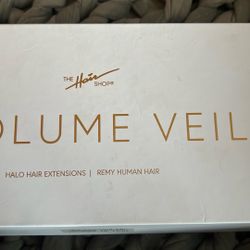 THE
Hair
SHOP®
OLUME VEIL
HALO HAIR EXTENSIONS | REMY HUMAN HAIR